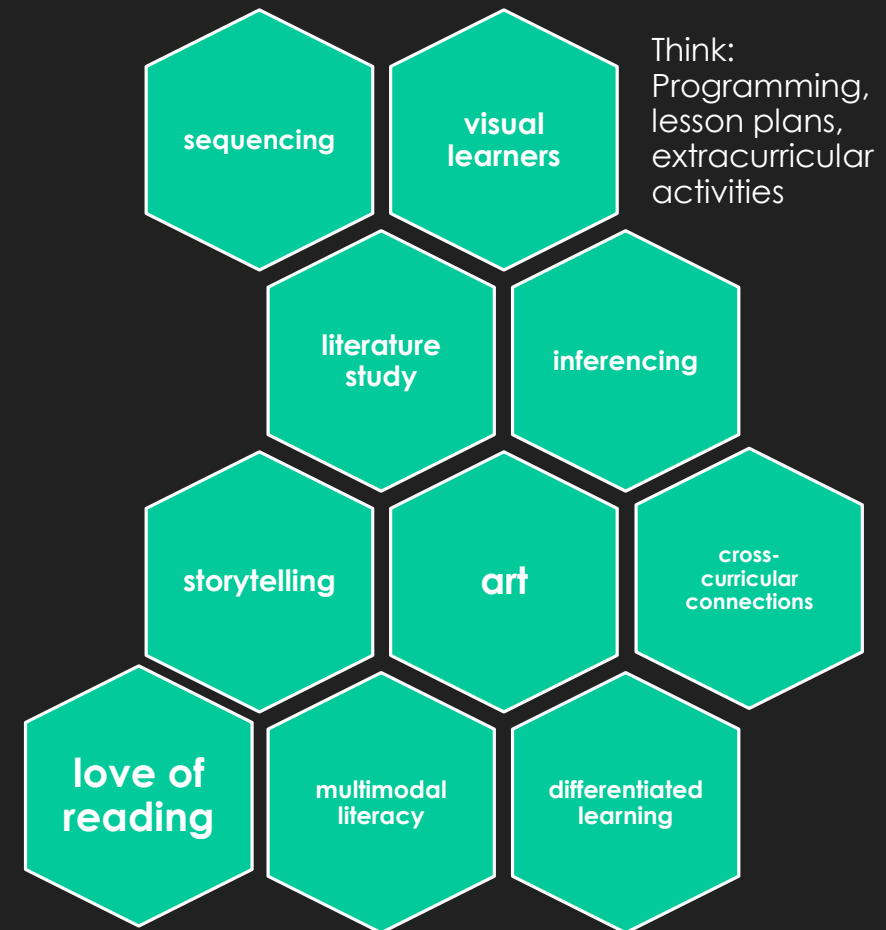 sequencing
visual
learners
Think:
Programming,
lesson plans,
extracurricular
activities
literature
study
inferencing
storytelling
art
cross-
curricular
connections
love of
reading
multimodal
literacy
differentiated
learning